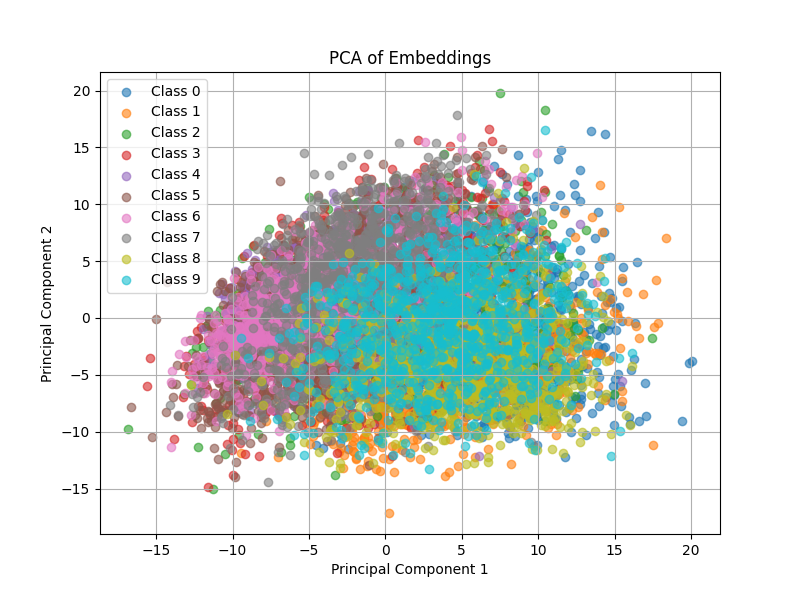 PCA of Embeddings
Class 0
Class 1
Class 2
Class 3
Class 4
Class 5
Class 6
Class 7
Class 8
Class 9
Principal Component 2
20
15
10
5
0
−5
−10
−15
−15 −10 −5 0 5 10 15 20
Principal Component 1